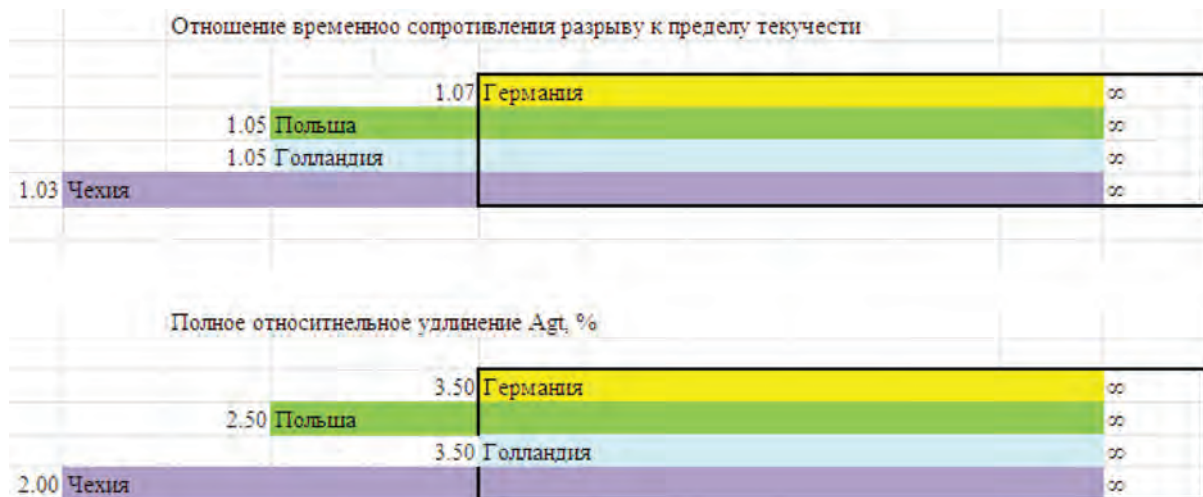 Отношение временноо сопротивления разрыву к пределу текучести
1.07 Германия ∞
1.05 Польша ∞
1.05 Голландия ∞
1.03 Чехия ∞
Полное относитнельное удлинение Agt, %
3.50 Германия ∞
2.50 Польша ∞
3.50 Голландия ∞
2.00 Чехия ∞